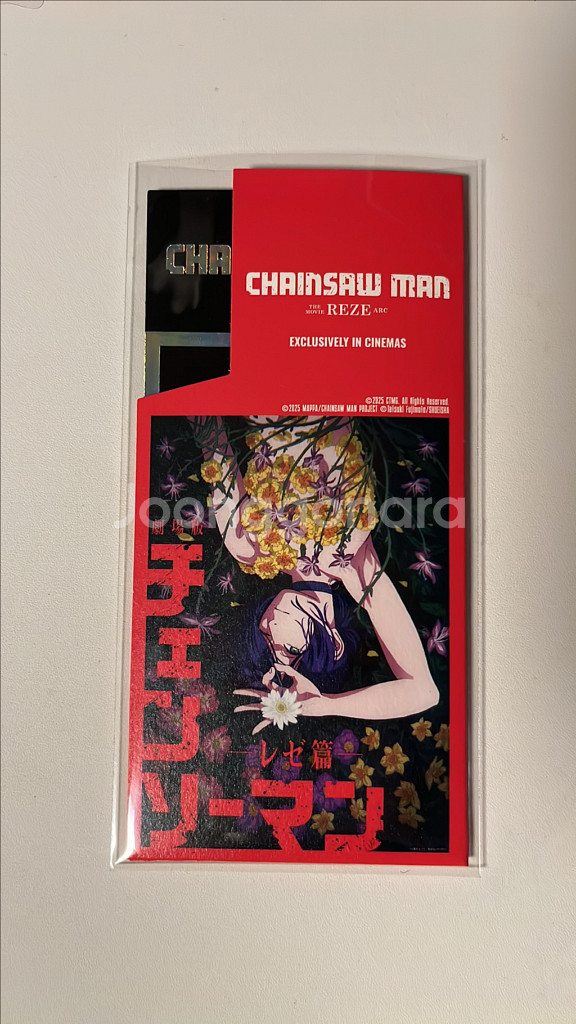 CHA
CHAINSAW MAN
THE
MOVIE REZE ARC
EXCLUSIVELY IN CINEMAS
©2025 CTMG. All Rights Reserved.
©2025 MAPPA/CHAINSAW MAN PROJECT ©Tatsuki Fujimoto/SHUEISHA
Joongonara
劇場版
チェンソーマン
レゼ篇